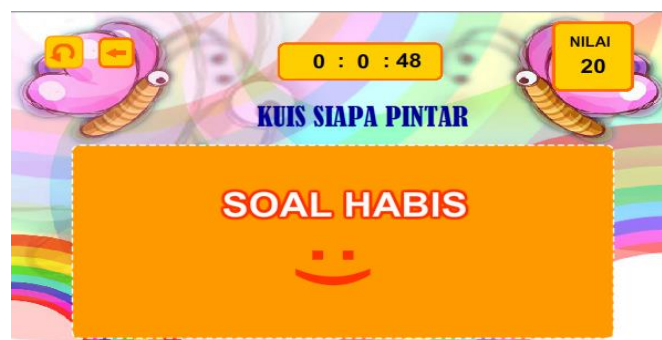 0 : 0 : 48
NILAI
20
KUIS SIAPA PINTAR
SOAL HABIS